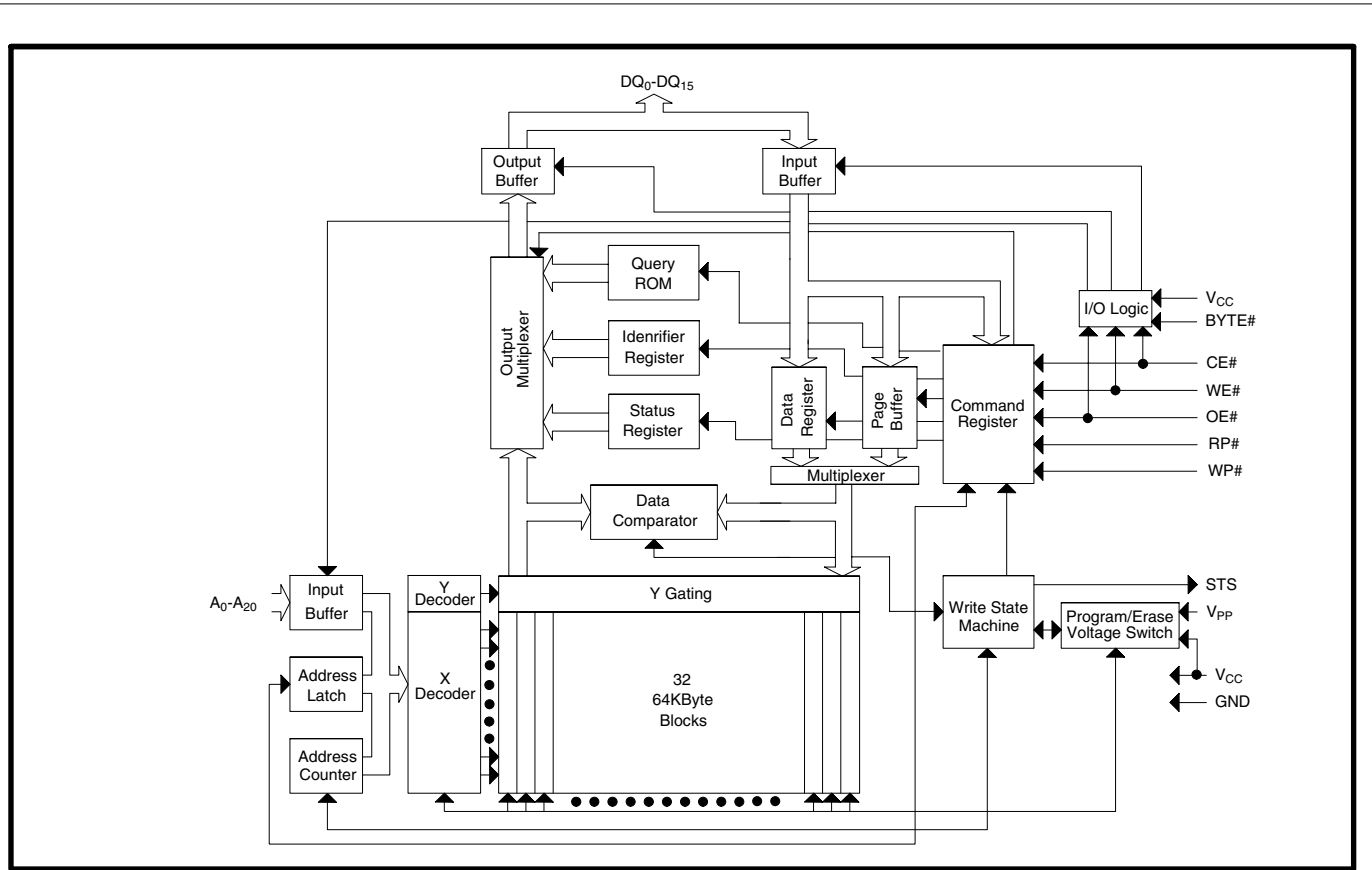 DQ0-DQ15
Output
Buffer
Input
Buffer
Query
ROM
Idenrifier
Register
Status
Register
Output
Multiplexer
Data
Register
Page
Buffer
Multiplexer
Command
Register
I/O Logic
VCC
BYTE#
CE#
WE#
OE#
RP#
WP#
Data
Comparator
A0-A20
Input
Buffer
Y
Decoder
Y Gating
Address
Latch
X
Decoder
32
64KByte
Blocks
Address
Counter
Write State
Machine
Program/Erase
Voltage Switch
STS
VPP
VCC
GND